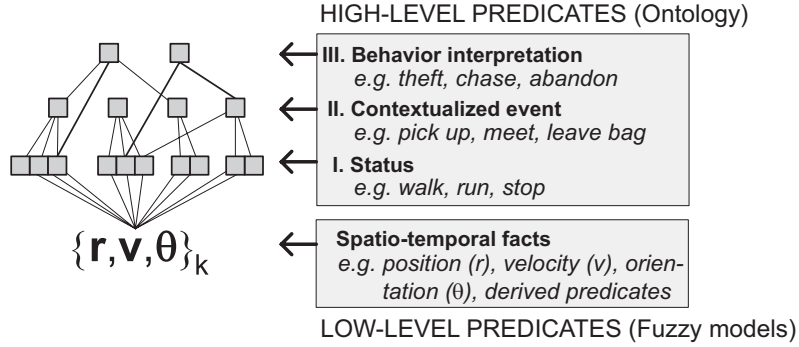 HIGH-LEVEL PREDICATES (Ontology)
III. Behavior interpretation
e.g. theft, chase, abandon
II. Contextualized event
e.g. pick up, meet, leave bag
I. Status
e.g. walk, run, stop
{r,v,θ}k
Spatio-temporal facts
e.g. position (r), velocity (v), orien-
tation (θ), derived predicates
LOW-LEVEL PREDICATES (Fuzzy models)